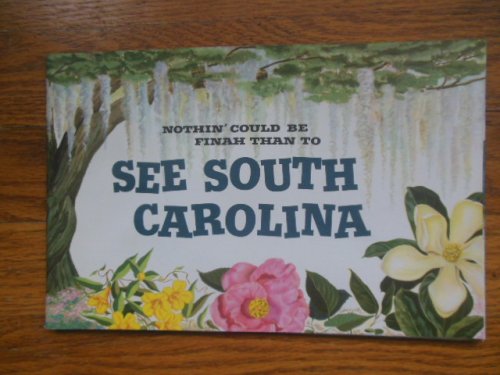 NOTHIN' COULD BE
FINAH THAN TO
SEE SOUTH
CAROLINA